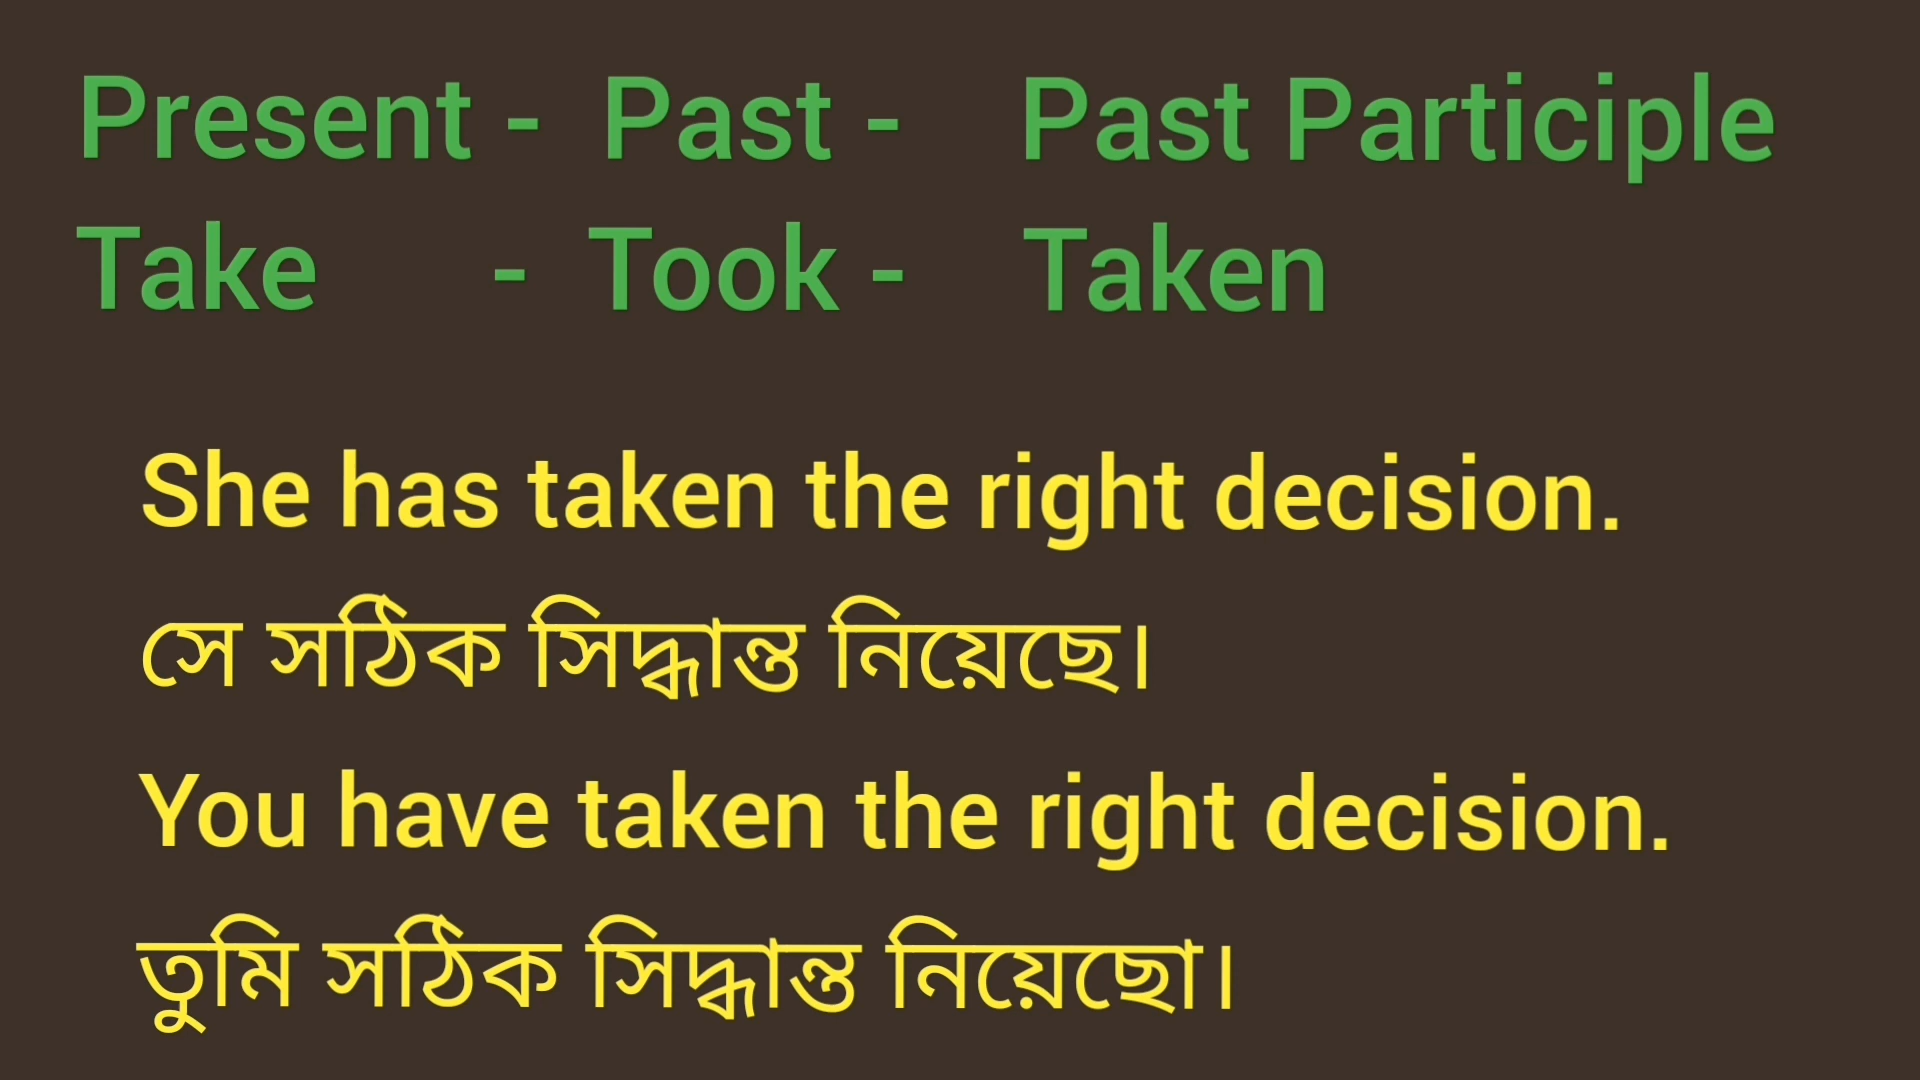 Present - Past - Past Participle
Take - Took - Taken
She has taken the right decision.
সে সঠিক সিদ্ধান্ত নিয়েছে।
You have taken the right decision.
তুমি সঠিক সিদ্ধান্ত নিয়েছো।